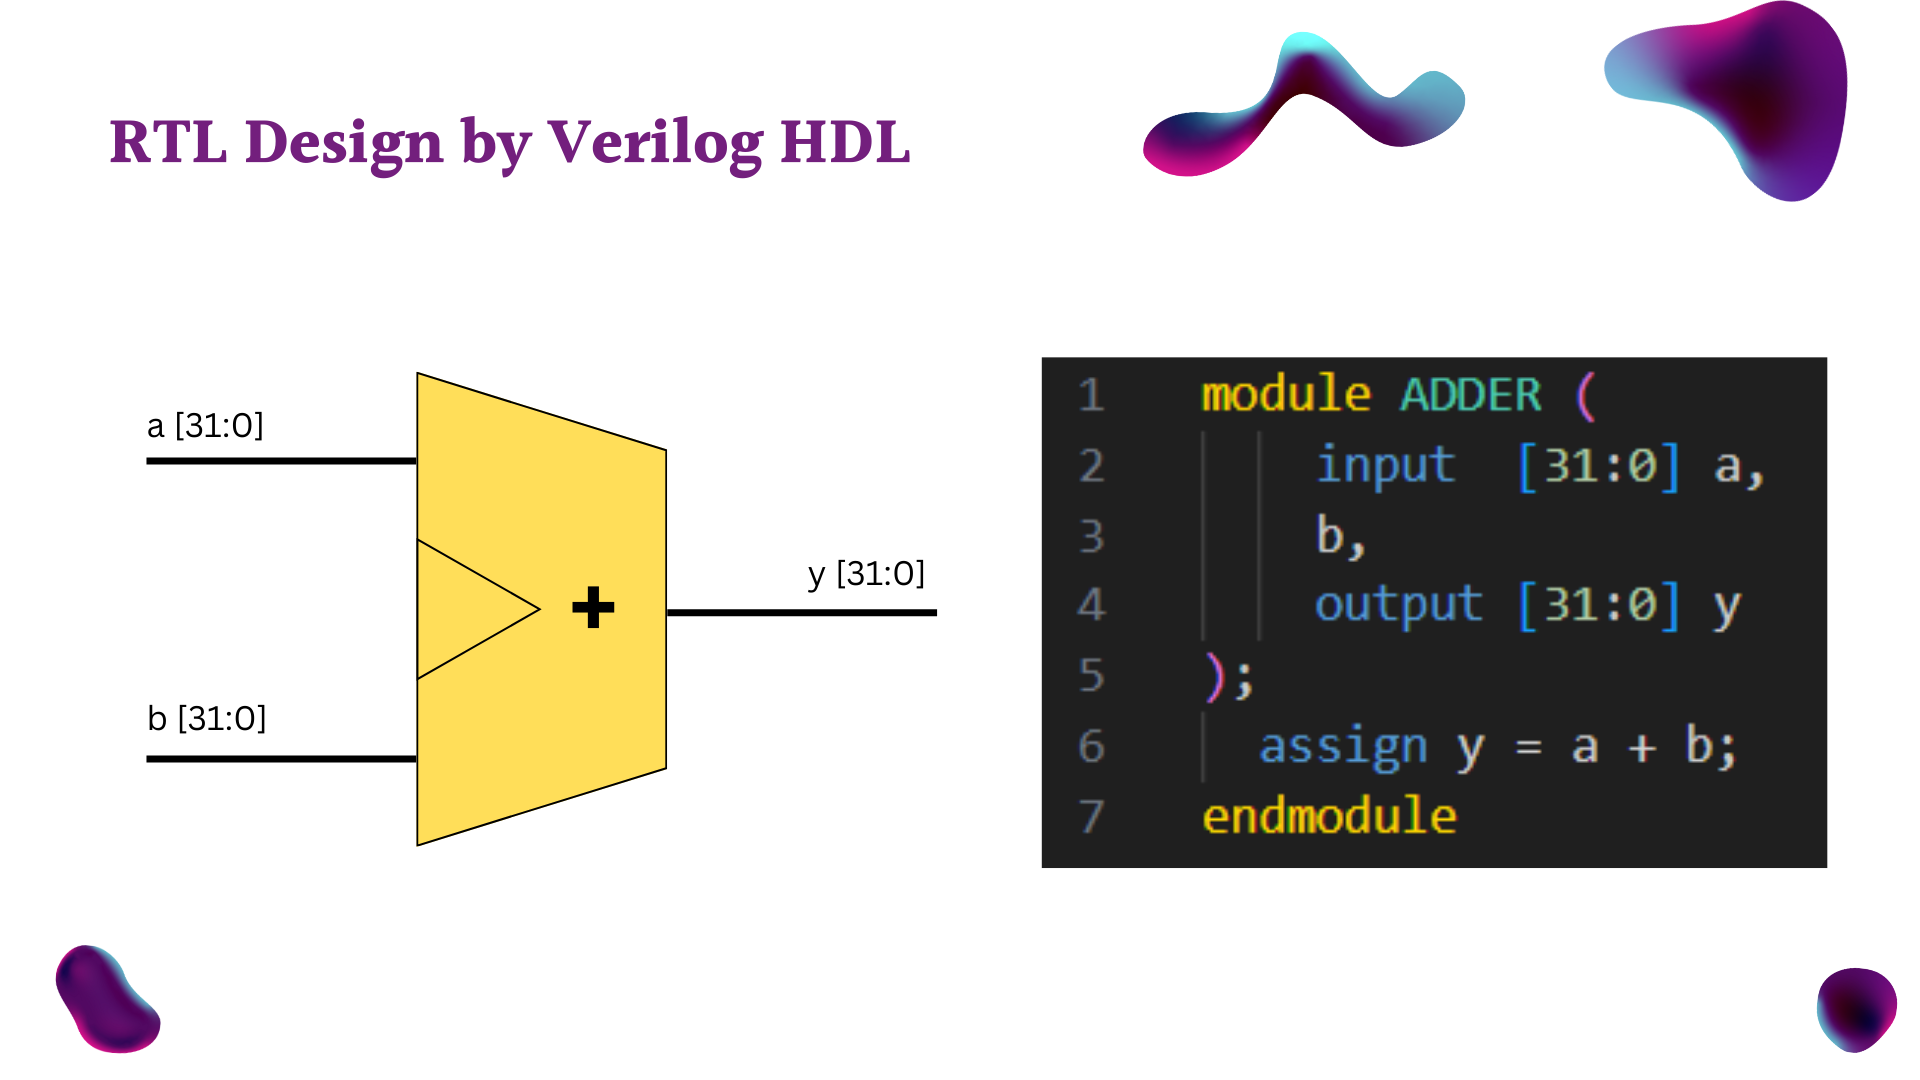 RTL Design by Verilog HDL
a [31:0]
b [31:0]
+
y [31:0]
1 module ADDER (
2 input [31:0] a,
3 b,
4 output [31:0] y
5 );
6 assign y = a + b;
7 endmodule